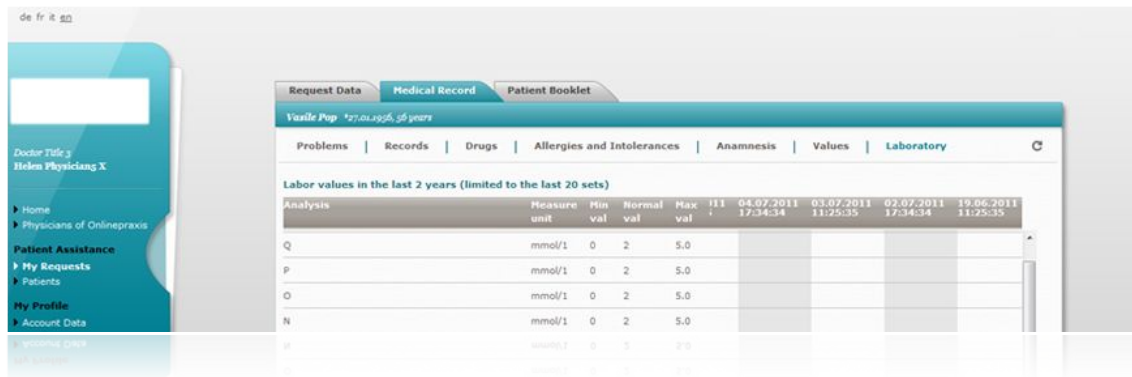 de fr it en
Request Data Medical Record Patient Booklet
Vasile Pop *27.01.1956, 56 years
Doctor Title 3
Helen Physician3 X
Problems | Records | Drugs | Allergies and Intolerances | Anamnesis | Values | Laboratory
Labor values in the last 2 years (limited to the last 20 sets)
Analysis Measure unit Min val Normal val Max val 04.07.2011 17:34:34 03.07.2011 11:25:35 02.07.2011 17:34:34 19.06.2011 11:25:35
Home
Physicians of Onlinepraxis
Patient Assistance
My Requests
Patients
My Profile
Account Data
Q mmol/1 0 2 5.0
P mmol/1 0 2 5.0
O mmol/1 0 2 5.0
N mmol/1 0 2 5.0